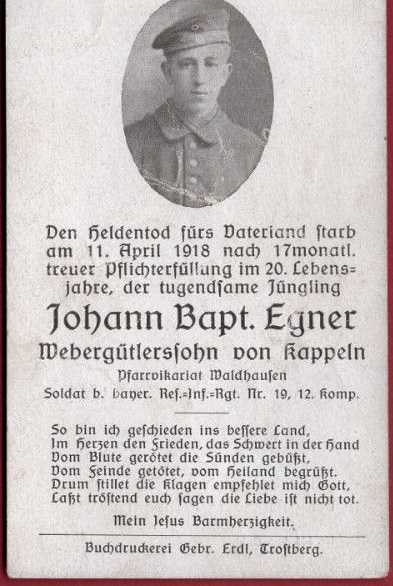 Den Heldentod fürs Vaterland starb
am 11. April 1918 nach 17monatl.
treuer Pflichterfüllung im 20. Lebens=
jahre, der tugendsame Jüngling
Johann Bapt. Egner
Webergütlerssohn von Kappeln
Pfarrvikariat Waldhausen
Soldat b. bayer. Res.=Inf.=Rgt. Nr. 19, 12. Komp.
So bin ich geschieden ins bessere Land,
Im Herzen den Frieden, das Schwert in der Hand
Vom Blute gerötet die Sünden gebüßt,
Vom Feinde getötet, vom Heiland begrüßt.
Drum stillet die Klagen empfehlet mich Gott,
Laßt tröstend euch sagen die Liebe ist nicht tot.
Mein Jesus Barmherzigkeit.
Buchdruckerei Gebr. Erdl, Trostberg.